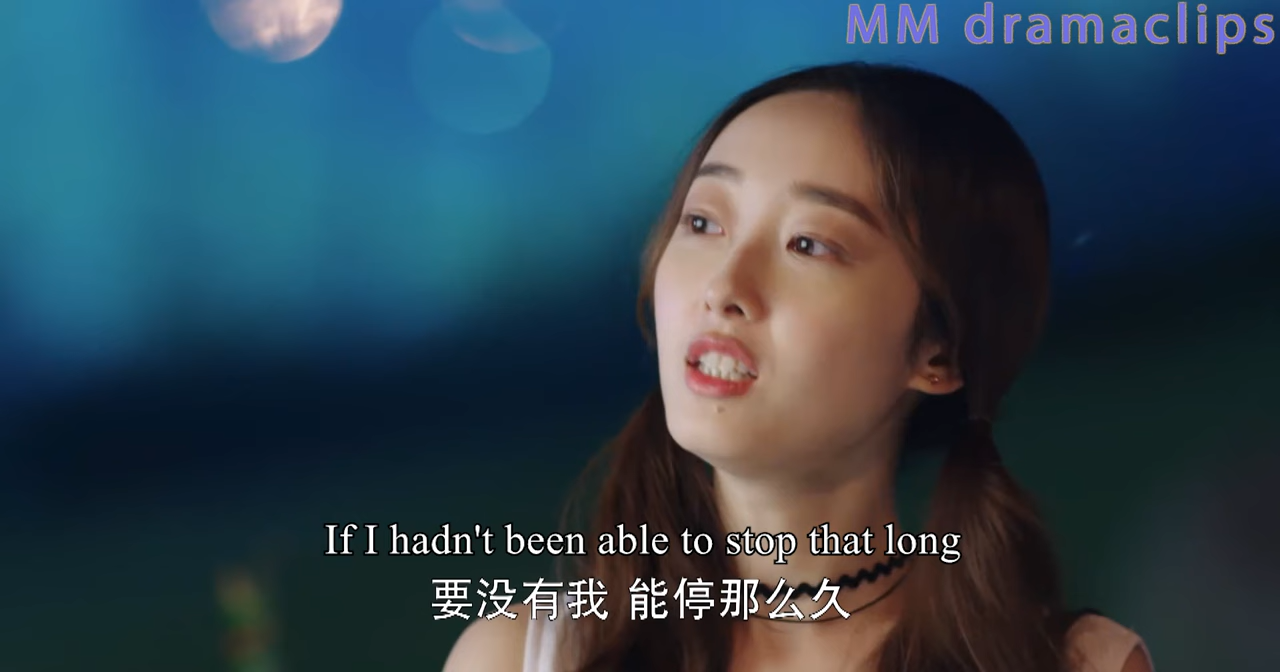 MM dramaclips
If I hadn't been able to stop that long
要没有我 能停那么久